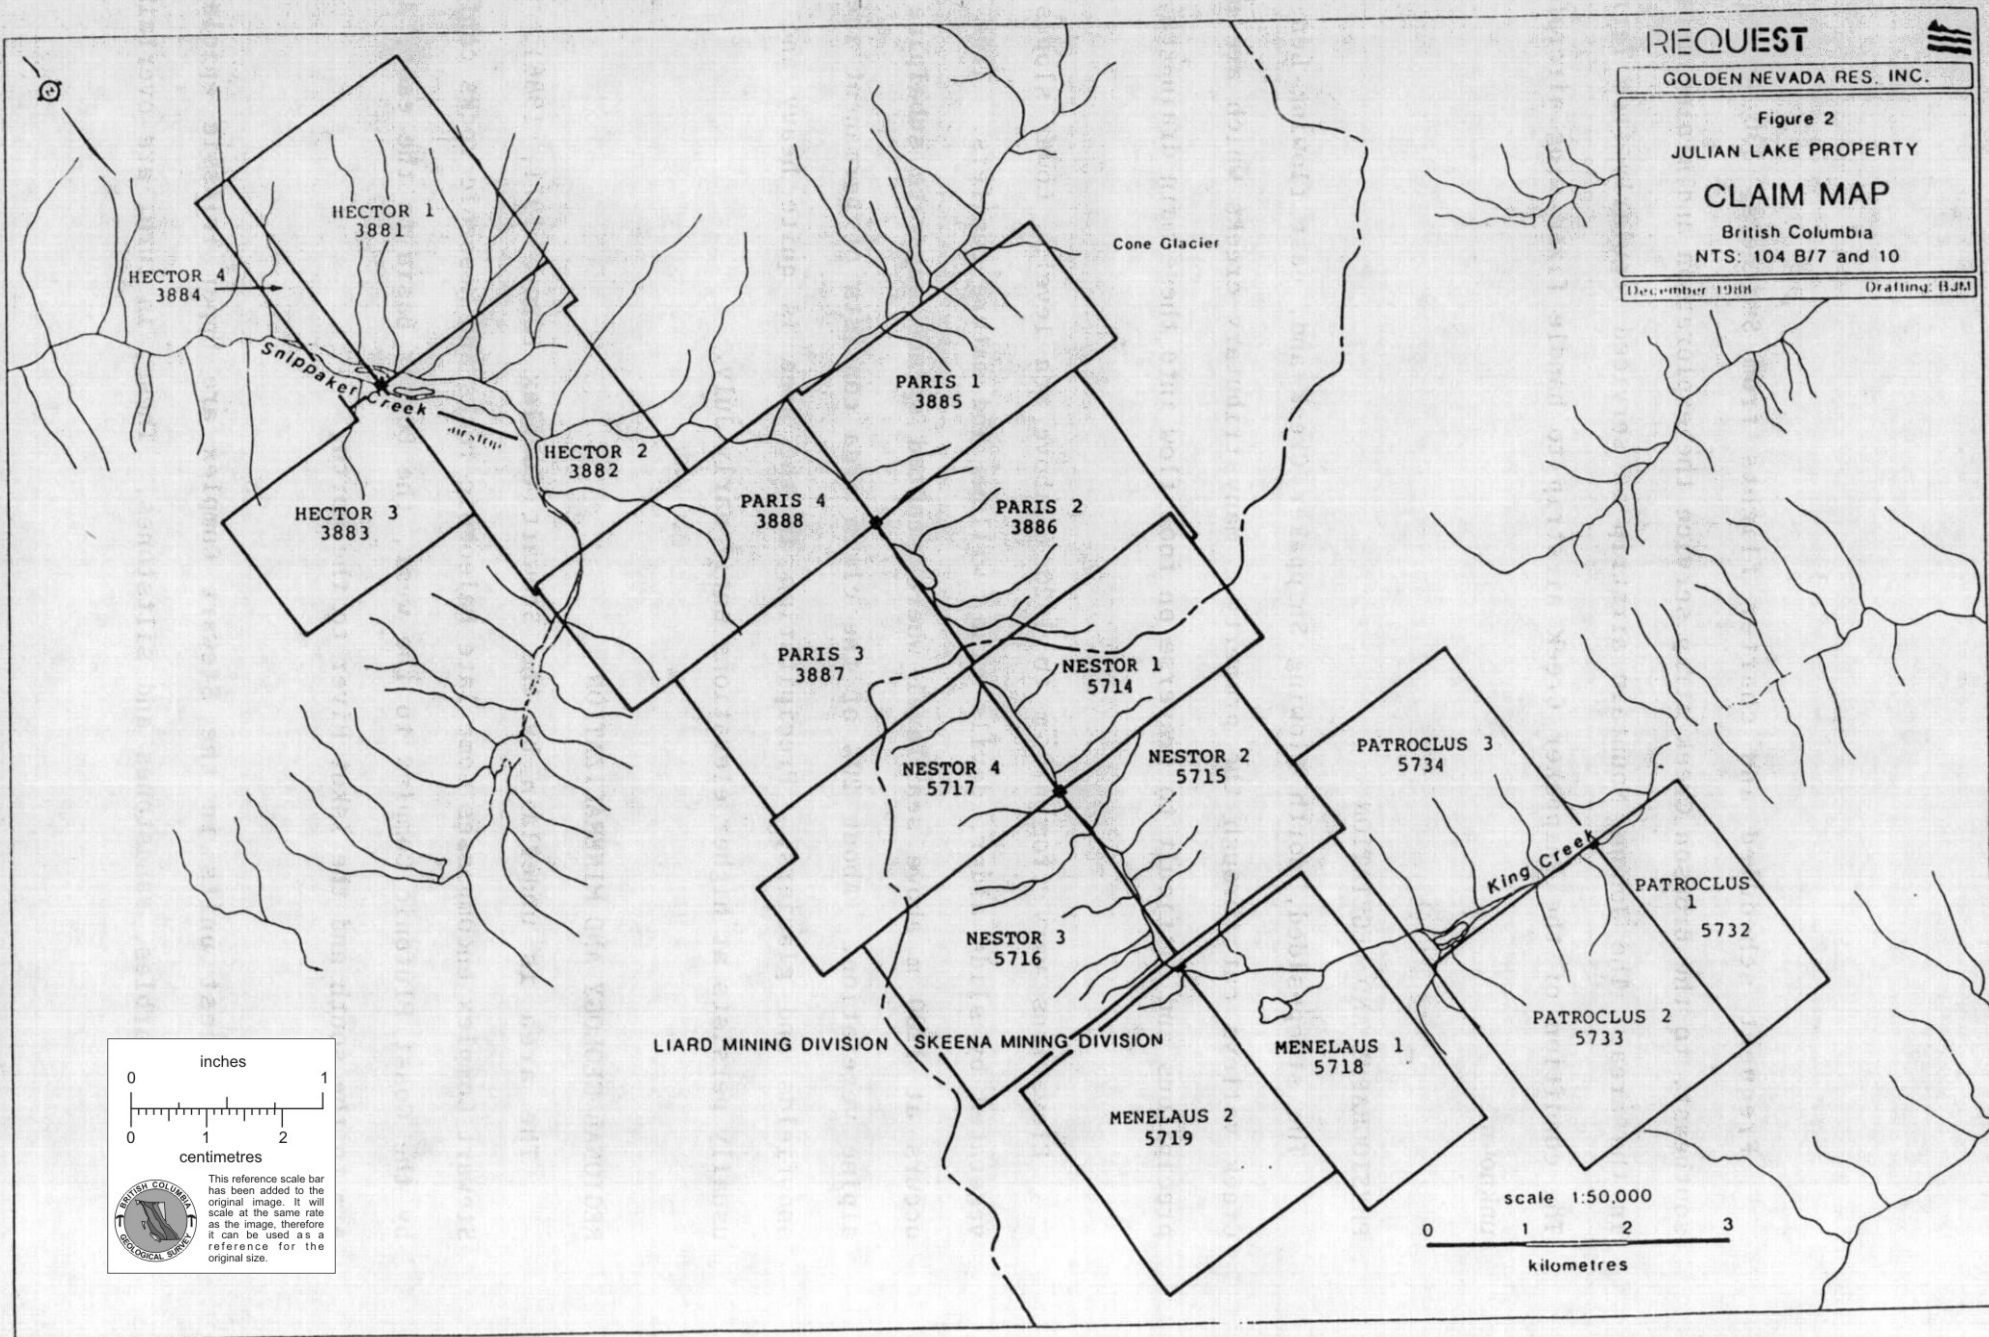 REQUEST
GOLDEN NEVADA RES. INC.
Figure 2
JULIAN LAKE PROPERTY
CLAIM MAP
British Columbia
NTS: 104 B/7 and 10
December 1988
Drafting: BJM
HECTOR 1
3881
HECTOR 4
3884
Cone Glacier
Snippaker Creek
airstrip
PARIS 1
3885
HECTOR 2
3882
HECTOR 3
3883
PARIS 4
3888
PARIS 2
3886
PARIS 3
3887
NESTOR 1
5714
NESTOR 4
5717
NESTOR 2
5715
PATROCLUS 3
5734
King Creek
PATROCLUS
1
5732
NESTOR 3
5716
PATROCLUS 2
5733
LIARD MINING DIVISION
SKEENA MINING DIVISION
MENELAUS 1
5718
MENELAUS 2
5719
scale 1:50,000
0 1 2 3
kilometres
inches
0 1
0 1 2
centimetres
This reference scale bar
has been added to the
original image. It will
scale at the same rate
as the image, therefore
it can be used as a
reference for the
original size.
BRITISH COLUMBIA
GEOLOGICAL SURVEY